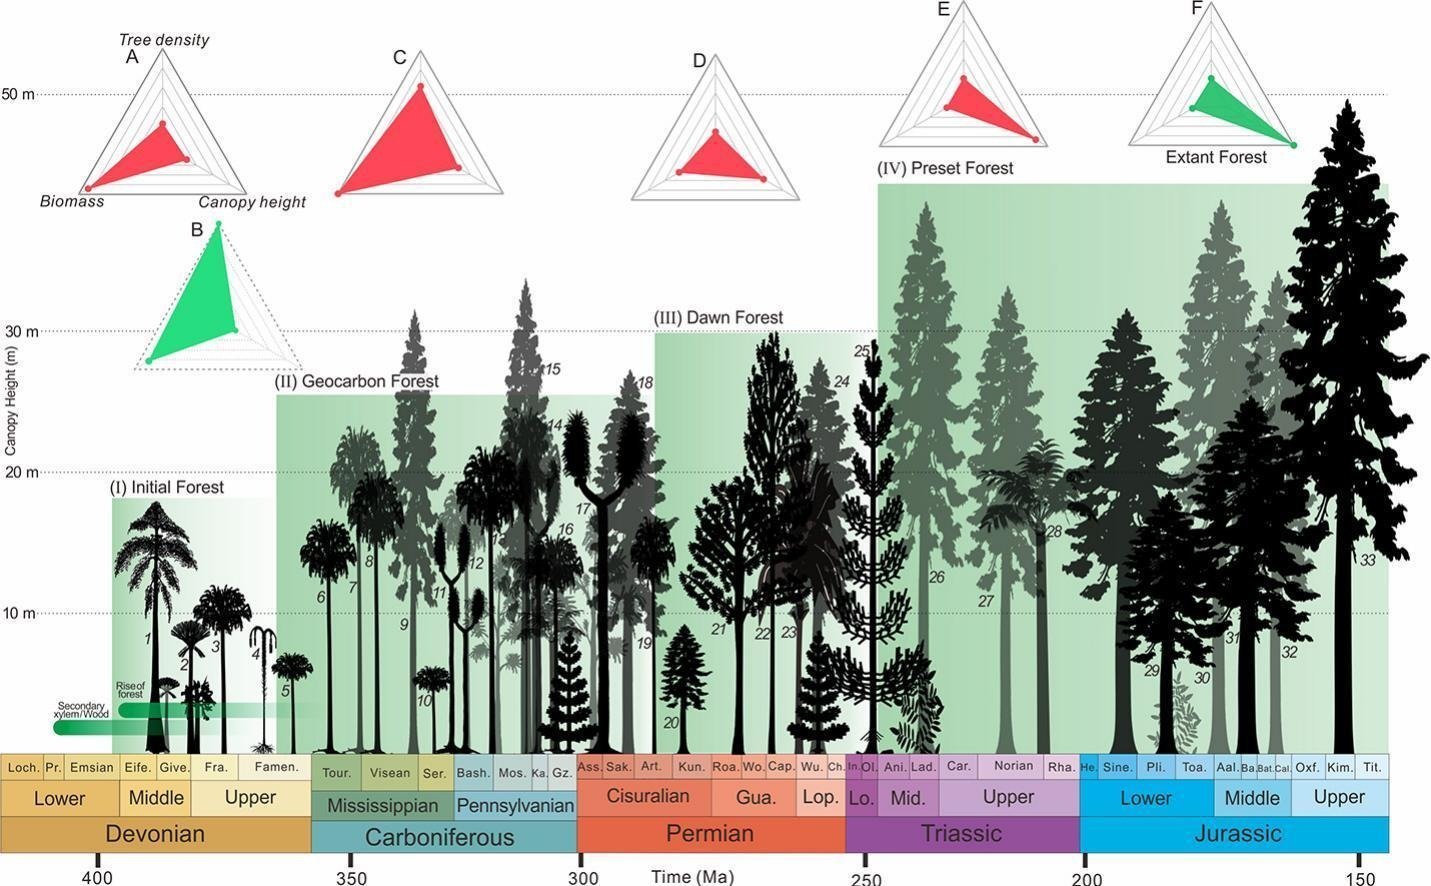 Tree density
A
C
D
E
F
50 m
Biomass
Canopy height
(IV) Preset Forest
Extant Forest
B
Canopy Height (m)
30 m
(III) Dawn Forest
(II) Geocarbon Forest
20 m
(I) Initial Forest
10 m
1
2
3
4
5
6
7
8
9
10
11
12
14
15
16
17
18
19
20
21
22
23
24
25
26
27
28
29
30
31
32
33
Rise of
forest
Secondary
xylem/Wood
Loch. Pr. Emsian Eife. Give. Fra. Famen. Tour. Visean Ser. Bash. Mos. Ka. Gz. Ass. Sak. Art. Kun. Roa. Wo. Cap. Wu. Ch. In. Ol. Ani. Lad. Car. Norian Rha. He. Sine. Pli. Toa. Aal. Ba. Bat. Cal. Oxf. Kim. Tit.
Lower Middle Upper Mississippian Pennsylvanian Cisuralian Gua. Lop. Lo. Mid. Upper Lower Middle Upper
Devonian Carboniferous Permian Triassic Jurassic
400 350 300 Time (Ma) 250 200 150